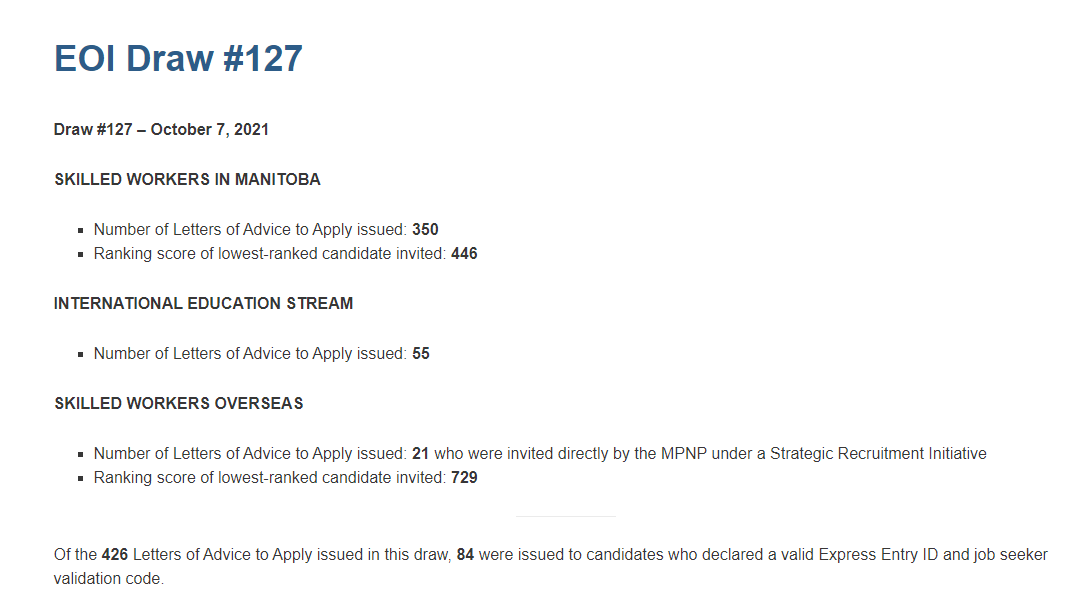 EOI Draw #127
Draw #127 – October 7, 2021
SKILLED WORKERS IN MANITOBA
Number of Letters of Advice to Apply issued: 350
Ranking score of lowest-ranked candidate invited: 446
INTERNATIONAL EDUCATION STREAM
Number of Letters of Advice to Apply issued: 55
SKILLED WORKERS OVERSEAS
Number of Letters of Advice to Apply issued: 21 who were invited directly by the MPNP under a Strategic Recruitment Initiative
Ranking score of lowest-ranked candidate invited: 729
Of the 426 Letters of Advice to Apply issued in this draw, 84 were issued to candidates who declared a valid Express Entry ID and job seeker
validation code.